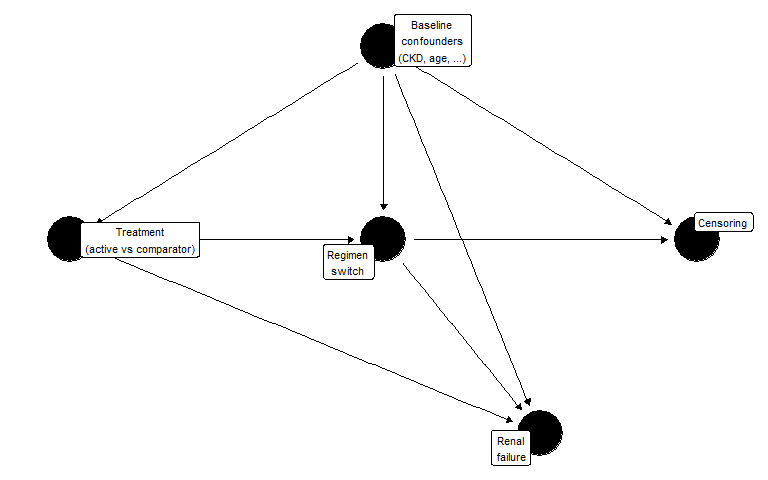 Baseline
confounders
(CKD, age, ...)
Treatment
(active vs comparator)
Regimen
switch
Censoring
Renal
failure